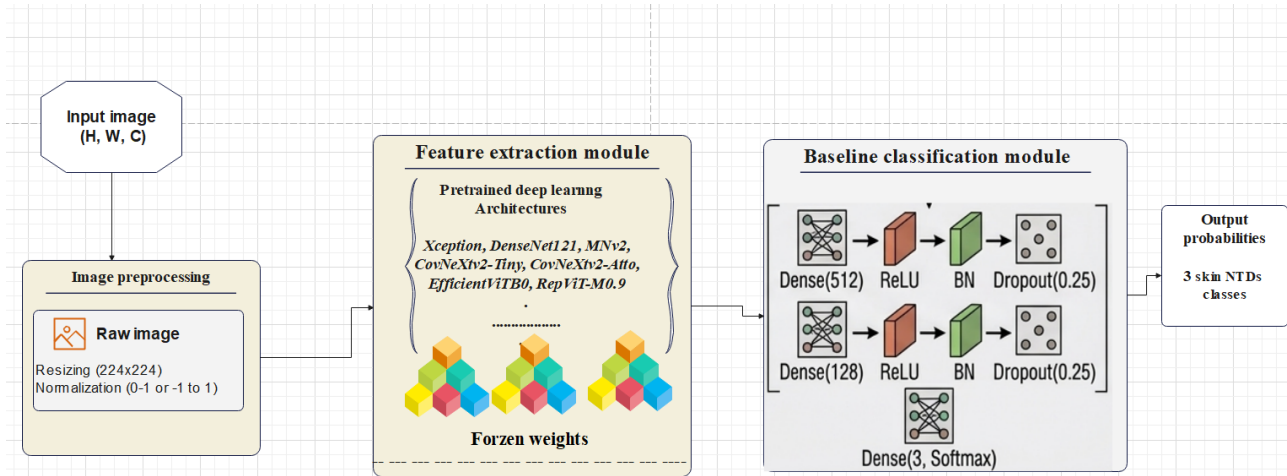 Input image
(H, W, C)
Image preprocessing
Raw image
Resizing (224x224)
Normalization (0-1 or -1 to 1)
Feature extraction module
Pretrained deep learnng
Architectures
Xception, DenseNet121, MNv2,
CovNeXtv2-Tiny, CovNeXtv2-Atto,
EfficientViTB0, RepViT-M0.9
.
..................
Forzen weights
Baseline classification module
Dense(512) ReLU BN Dropout(0.25)
Dense(128) ReLU BN Dropout(0.25)
Dense(3, Softmax)
Output
probabilities
3 skin NTDs
classes